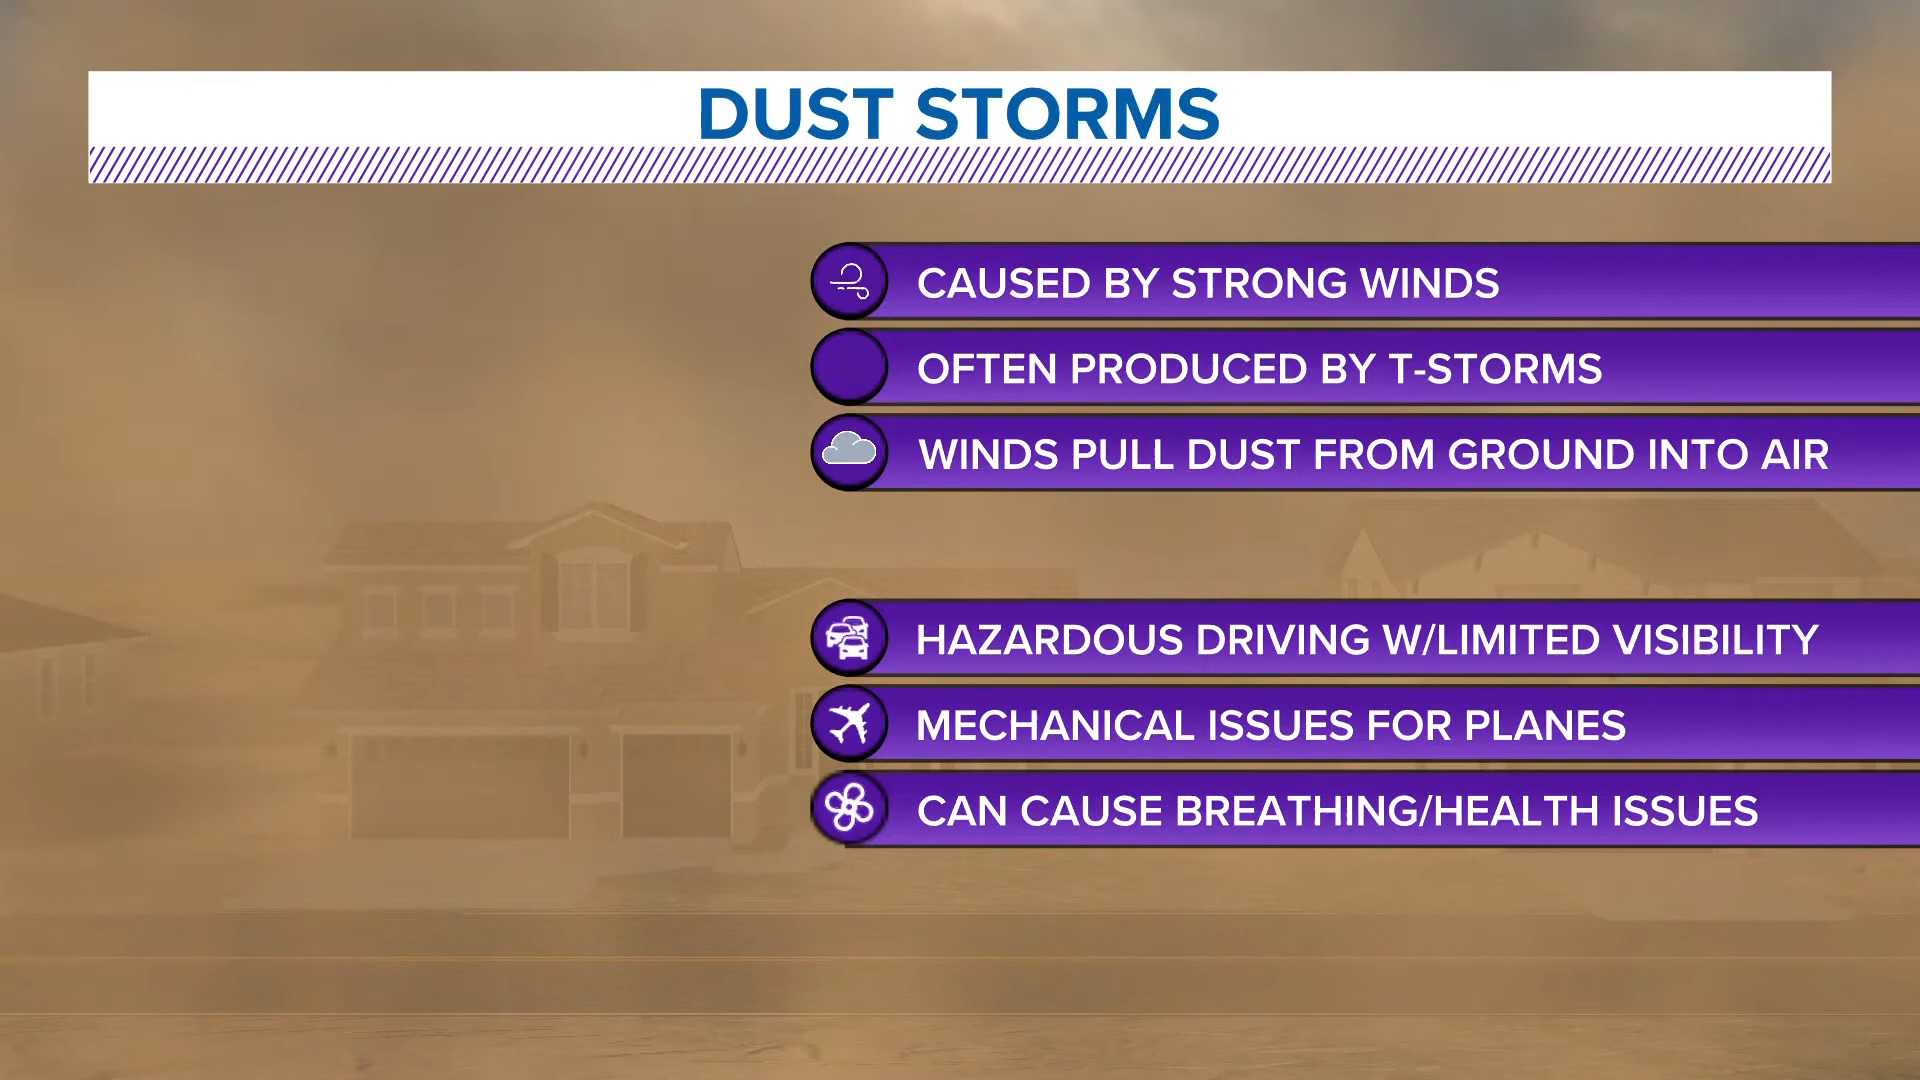 DUST STORMS
CAUSED BY STRONG WINDS
OFTEN PRODUCED BY T-STORMS
WINDS PULL DUST FROM GROUND INTO AIR
HAZARDOUS DRIVING W/LIMITED VISIBILITY
MECHANICAL ISSUES FOR PLANES
CAN CAUSE BREATHING/HEALTH ISSUES